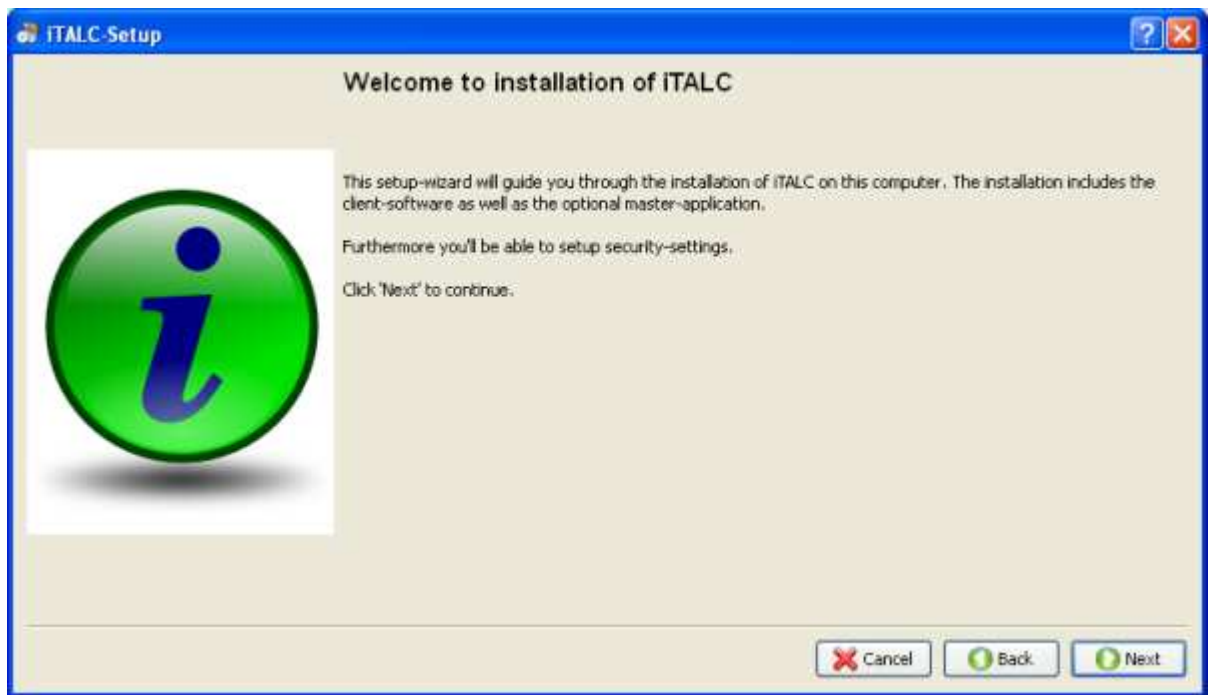 iTALC-Setup
Welcome to installation of iTALC
This setup-wizard will guide you through the installation of iTALC on this computer. The installation includes the
client-software as well as the optional master-application.
Furthermore you'll be able to setup security-settings.
Click 'Next' to continue.
Cancel
Back
Next